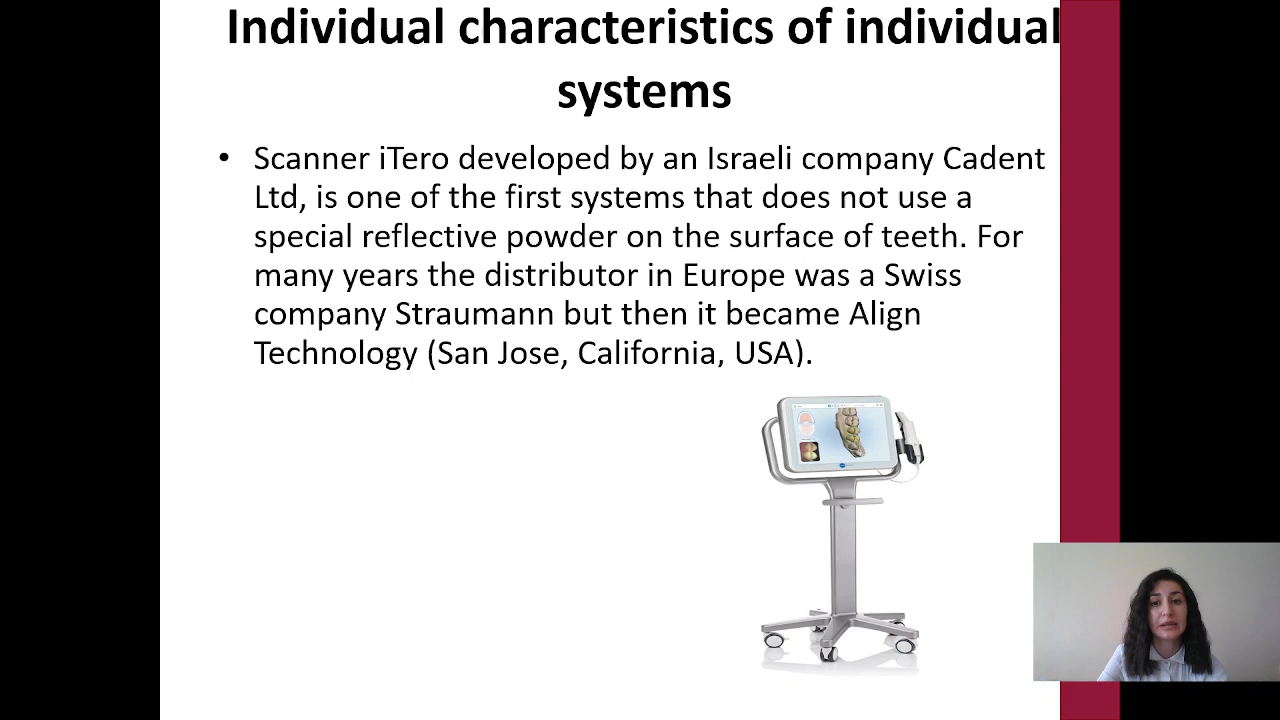 Individual characteristics of individual
systems
• Scanner iTero developed by an Israeli company Cadent
Ltd, is one of the first systems that does not use a
special reflective powder on the surface of teeth. For
many years the distributor in Europe was a Swiss
company Straumann but then it became Align
Technology (San Jose, California, USA).